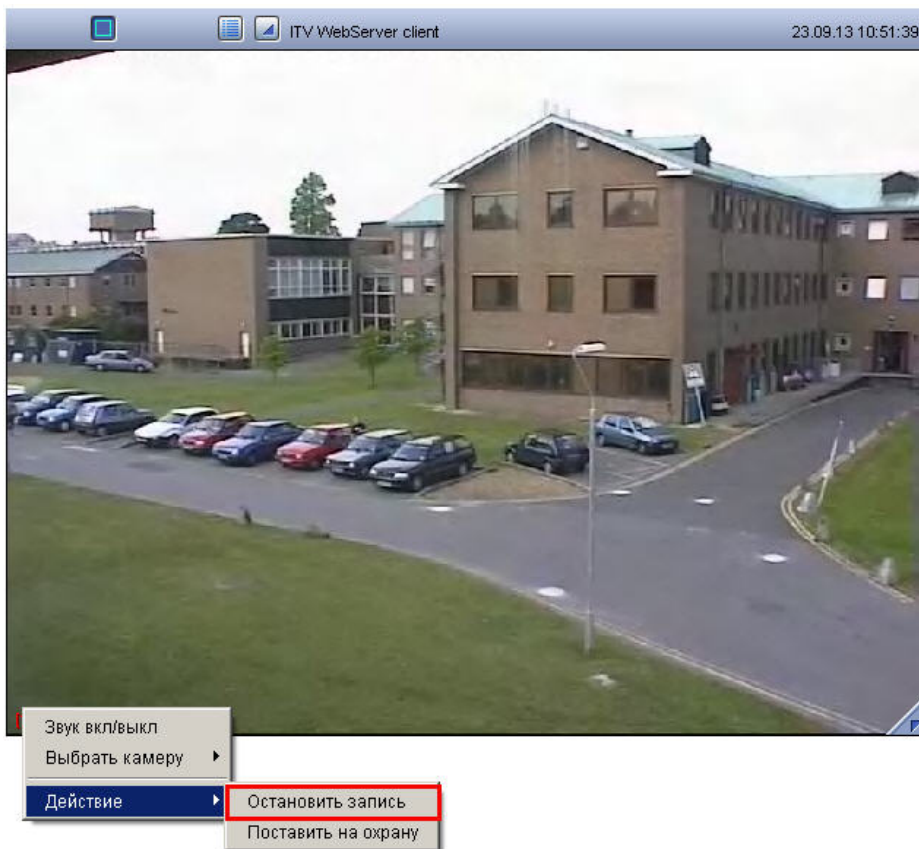 ITV WebServer client
23.09.13 10:51:39
Звук вкл/выкл
Выбрать камеру
Действие
Остановить запись
Поставить на охрану